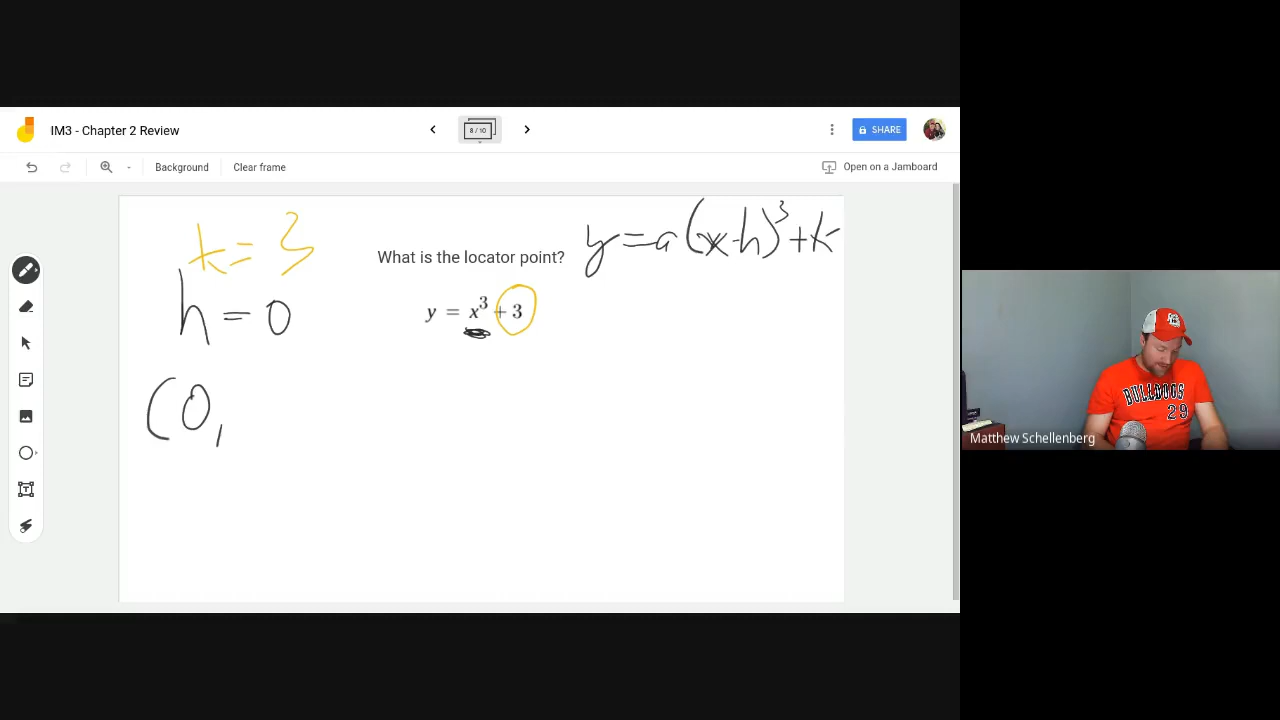 IM3 - Chapter 2 Review
8 / 10
SHARE
Background
Clear frame
Open on a Jamboard
k = 3
What is the locator point?
y = a(x-h)³ + k
h = 0
y = x³ + 3
(0,
BULLDOGS
29
Matthew Schellenberg